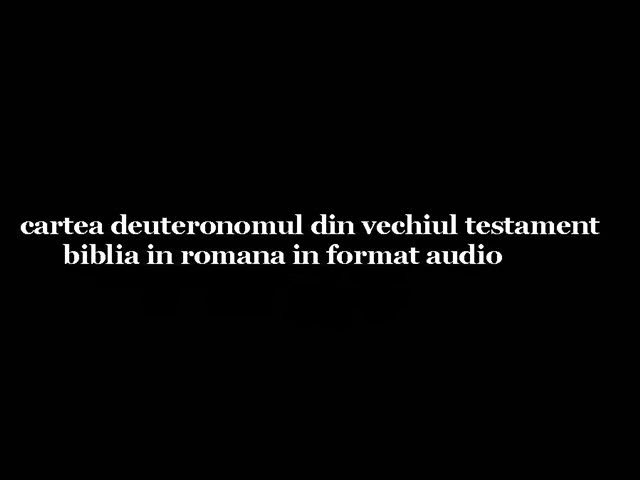 cartea deuteronomul din vechiul testament
biblia in romana in format audio